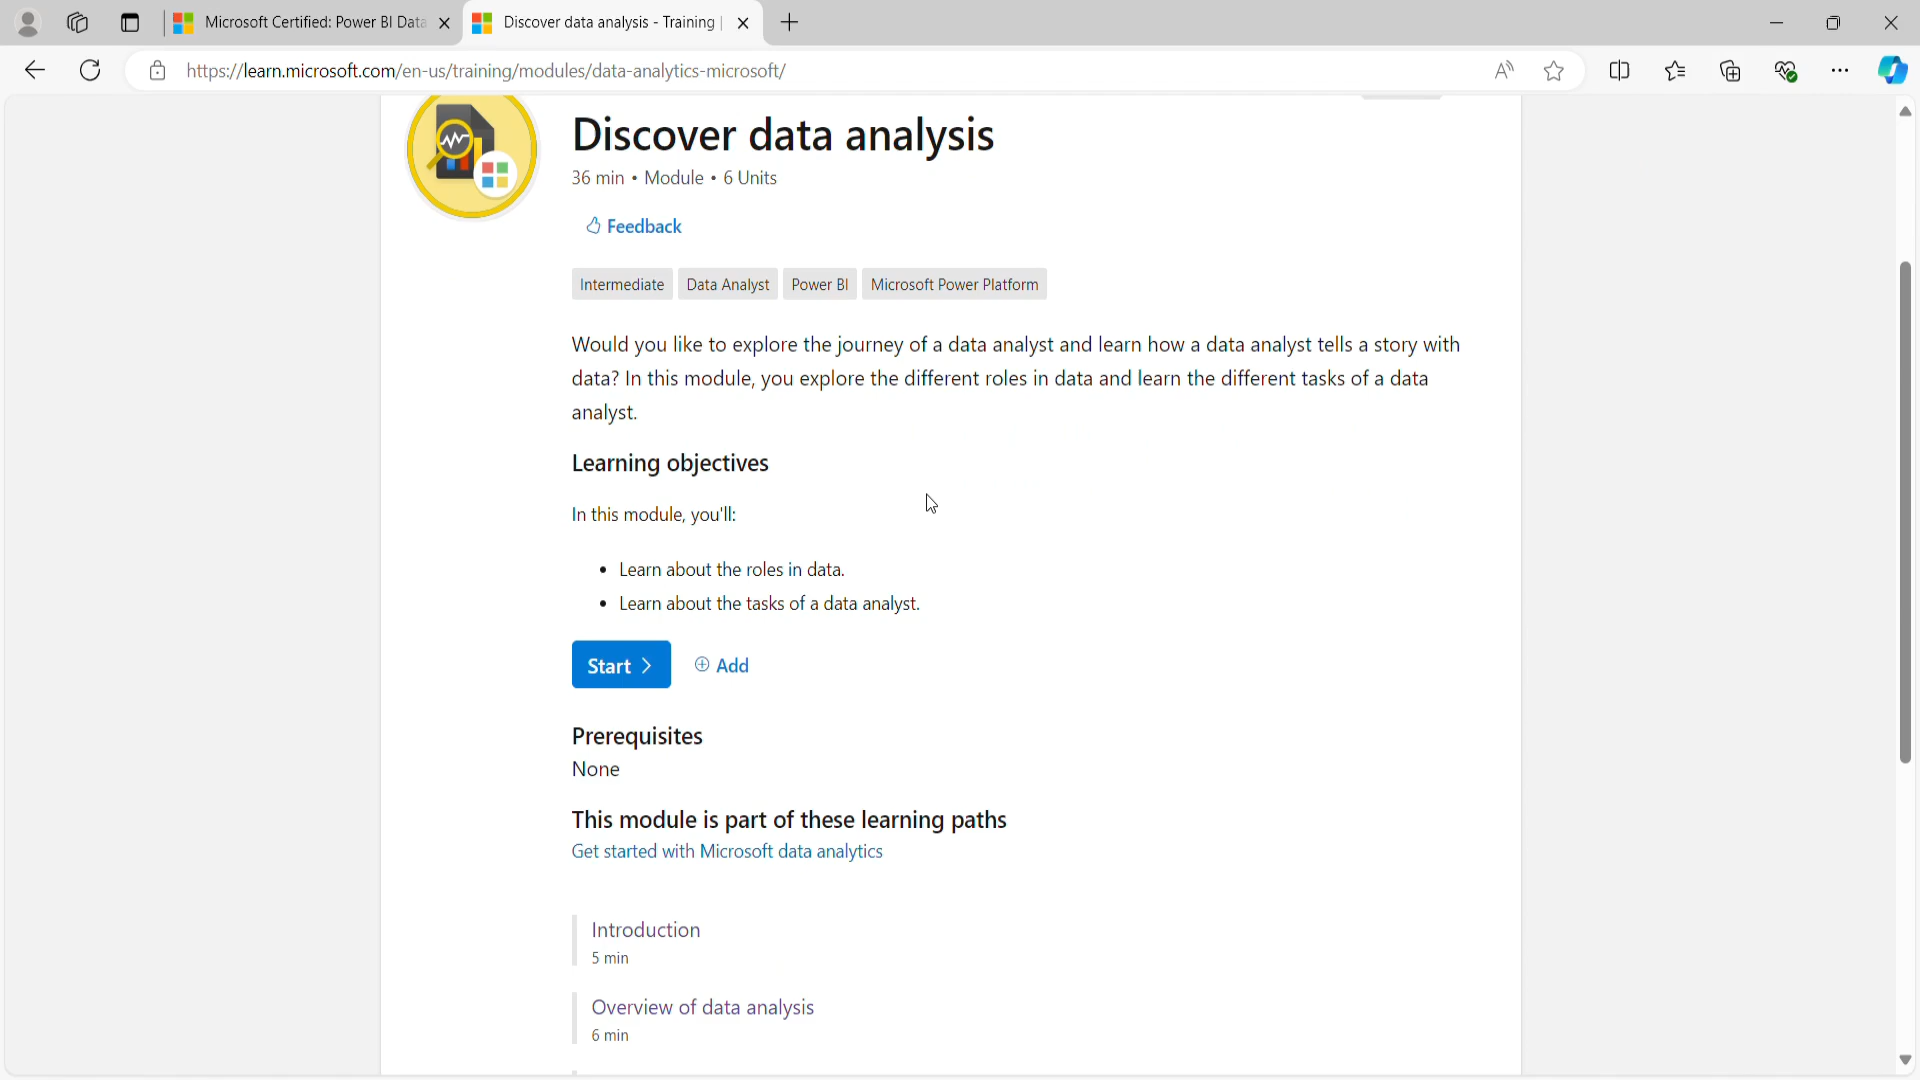 Microsoft Certified: Power BI Data
Discover data analysis - Training |
https://learn.microsoft.com/en-us/training/modules/data-analytics-microsoft/
Discover data analysis
36 min • Module • 6 Units
Feedback
Intermediate Data Analyst Power BI Microsoft Power Platform
Would you like to explore the journey of a data analyst and learn how a data analyst tells a story with
data? In this module, you explore the different roles in data and learn the different tasks of a data
analyst.
Learning objectives
In this module, you'll:
• Learn about the roles in data.
• Learn about the tasks of a data analyst.
Start
Add
Prerequisites
None
This module is part of these learning paths
Get started with Microsoft data analytics
Introduction
5 min
Overview of data analysis
6 min